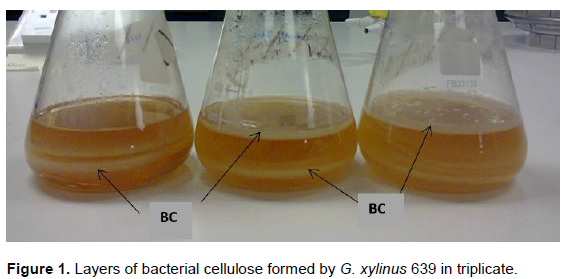 BC
BC
Figure 1. Layers of bacterial cellulose formed by G. xylinus 639 in triplicate.